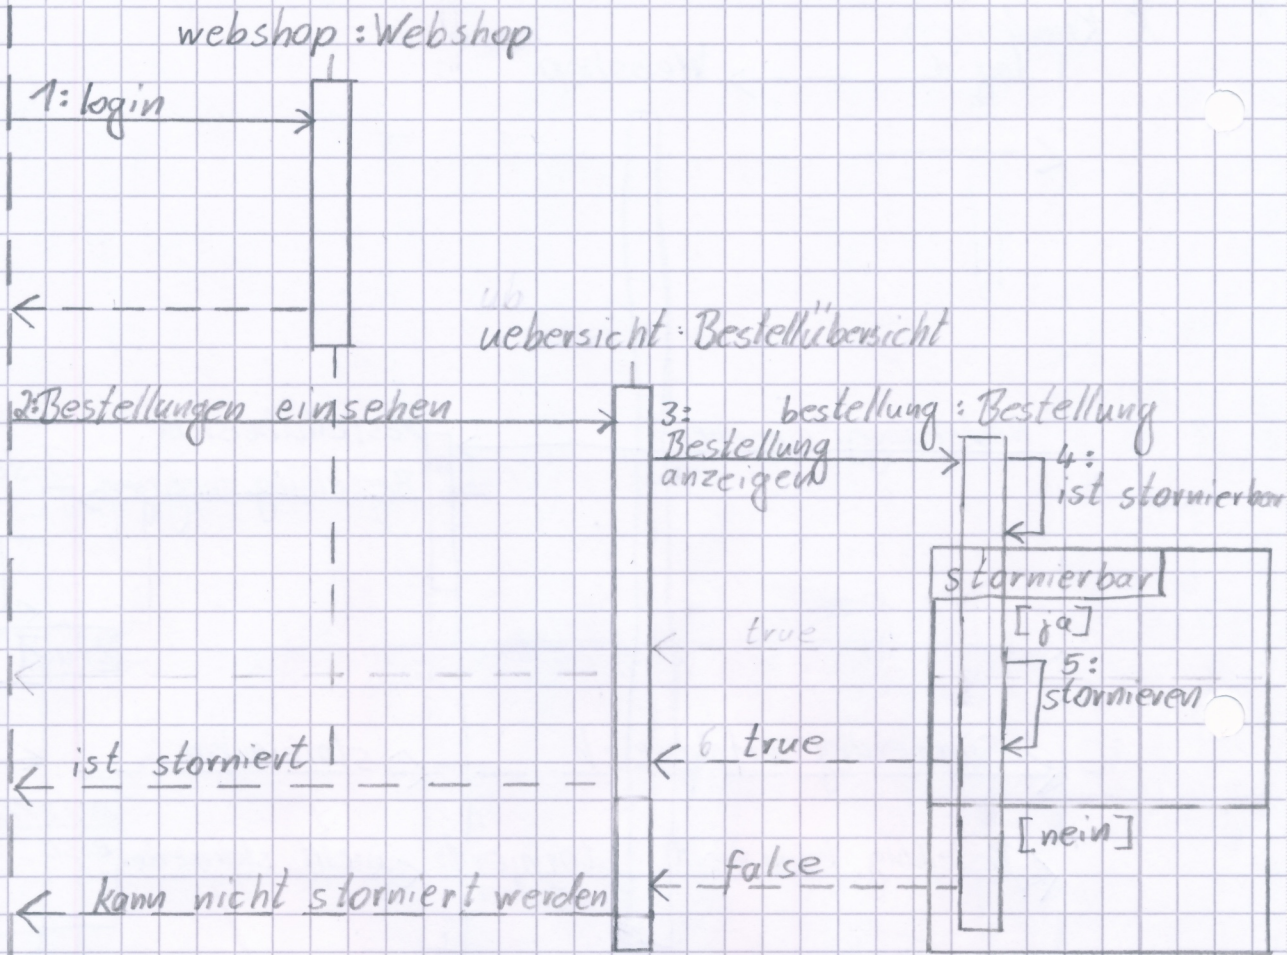 webshop : Webshop
1: login
üb
uebersicht : Bestellübersicht
2: Bestellungen einsehen
3:
Bestellung
anzeigen
bestellung : Bestellung
4:
ist stornierbar
stornierbar
[ja]
true
5:
stornieren
6 true
ist storniert
[nein]
false
kann nicht storniert werden